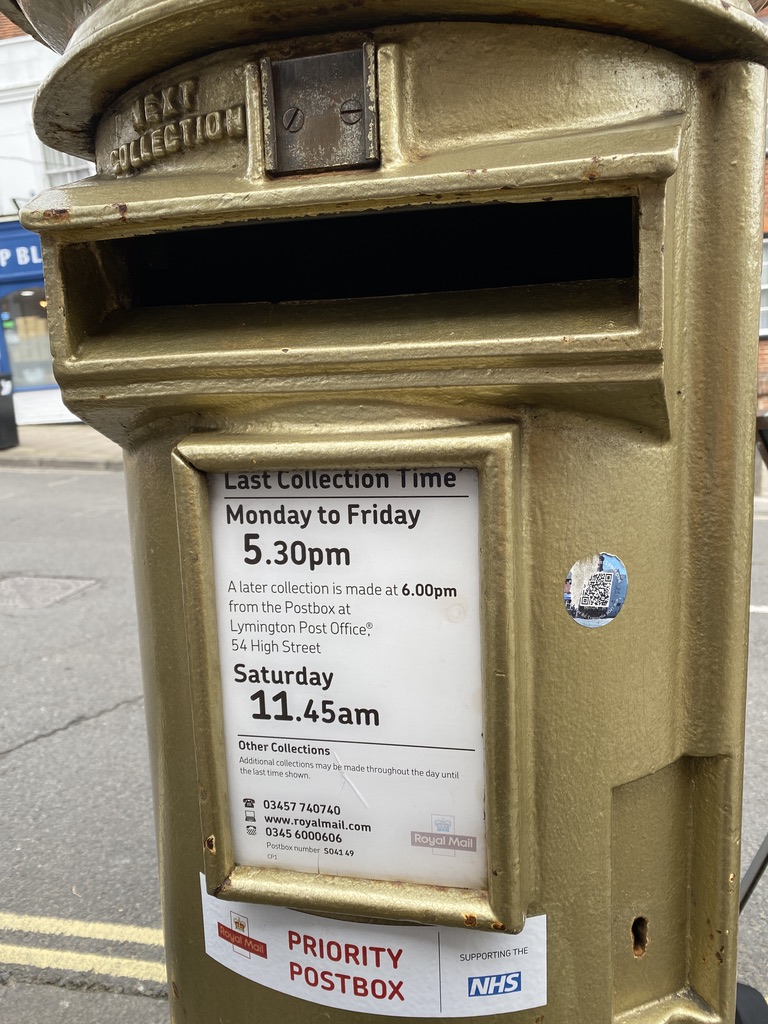 NEXT
COLLECTION
P BL
Last Collection Time
Monday to Friday
5.30pm
A later collection is made at 6.00pm
from the Postbox at
Lymington Post Office,®
54 High Street
Saturday
11.45am
Other Collections
Additional collections may be made throughout the day until
the last time shown.
03457 740740
www.royalmail.com
0345 6000606
Postbox number SO41 49
CP1
Royal Mail
Royal Mail
PRIORITY
POSTBOX
SUPPORTING THE
NHS